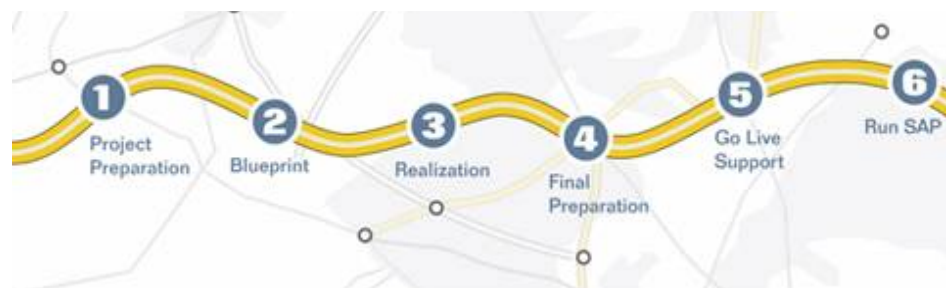 1
Project
Preparation
2
Blueprint
3
Realization
4
Final
Preparation
5
Go Live
Support
6
Run SAP